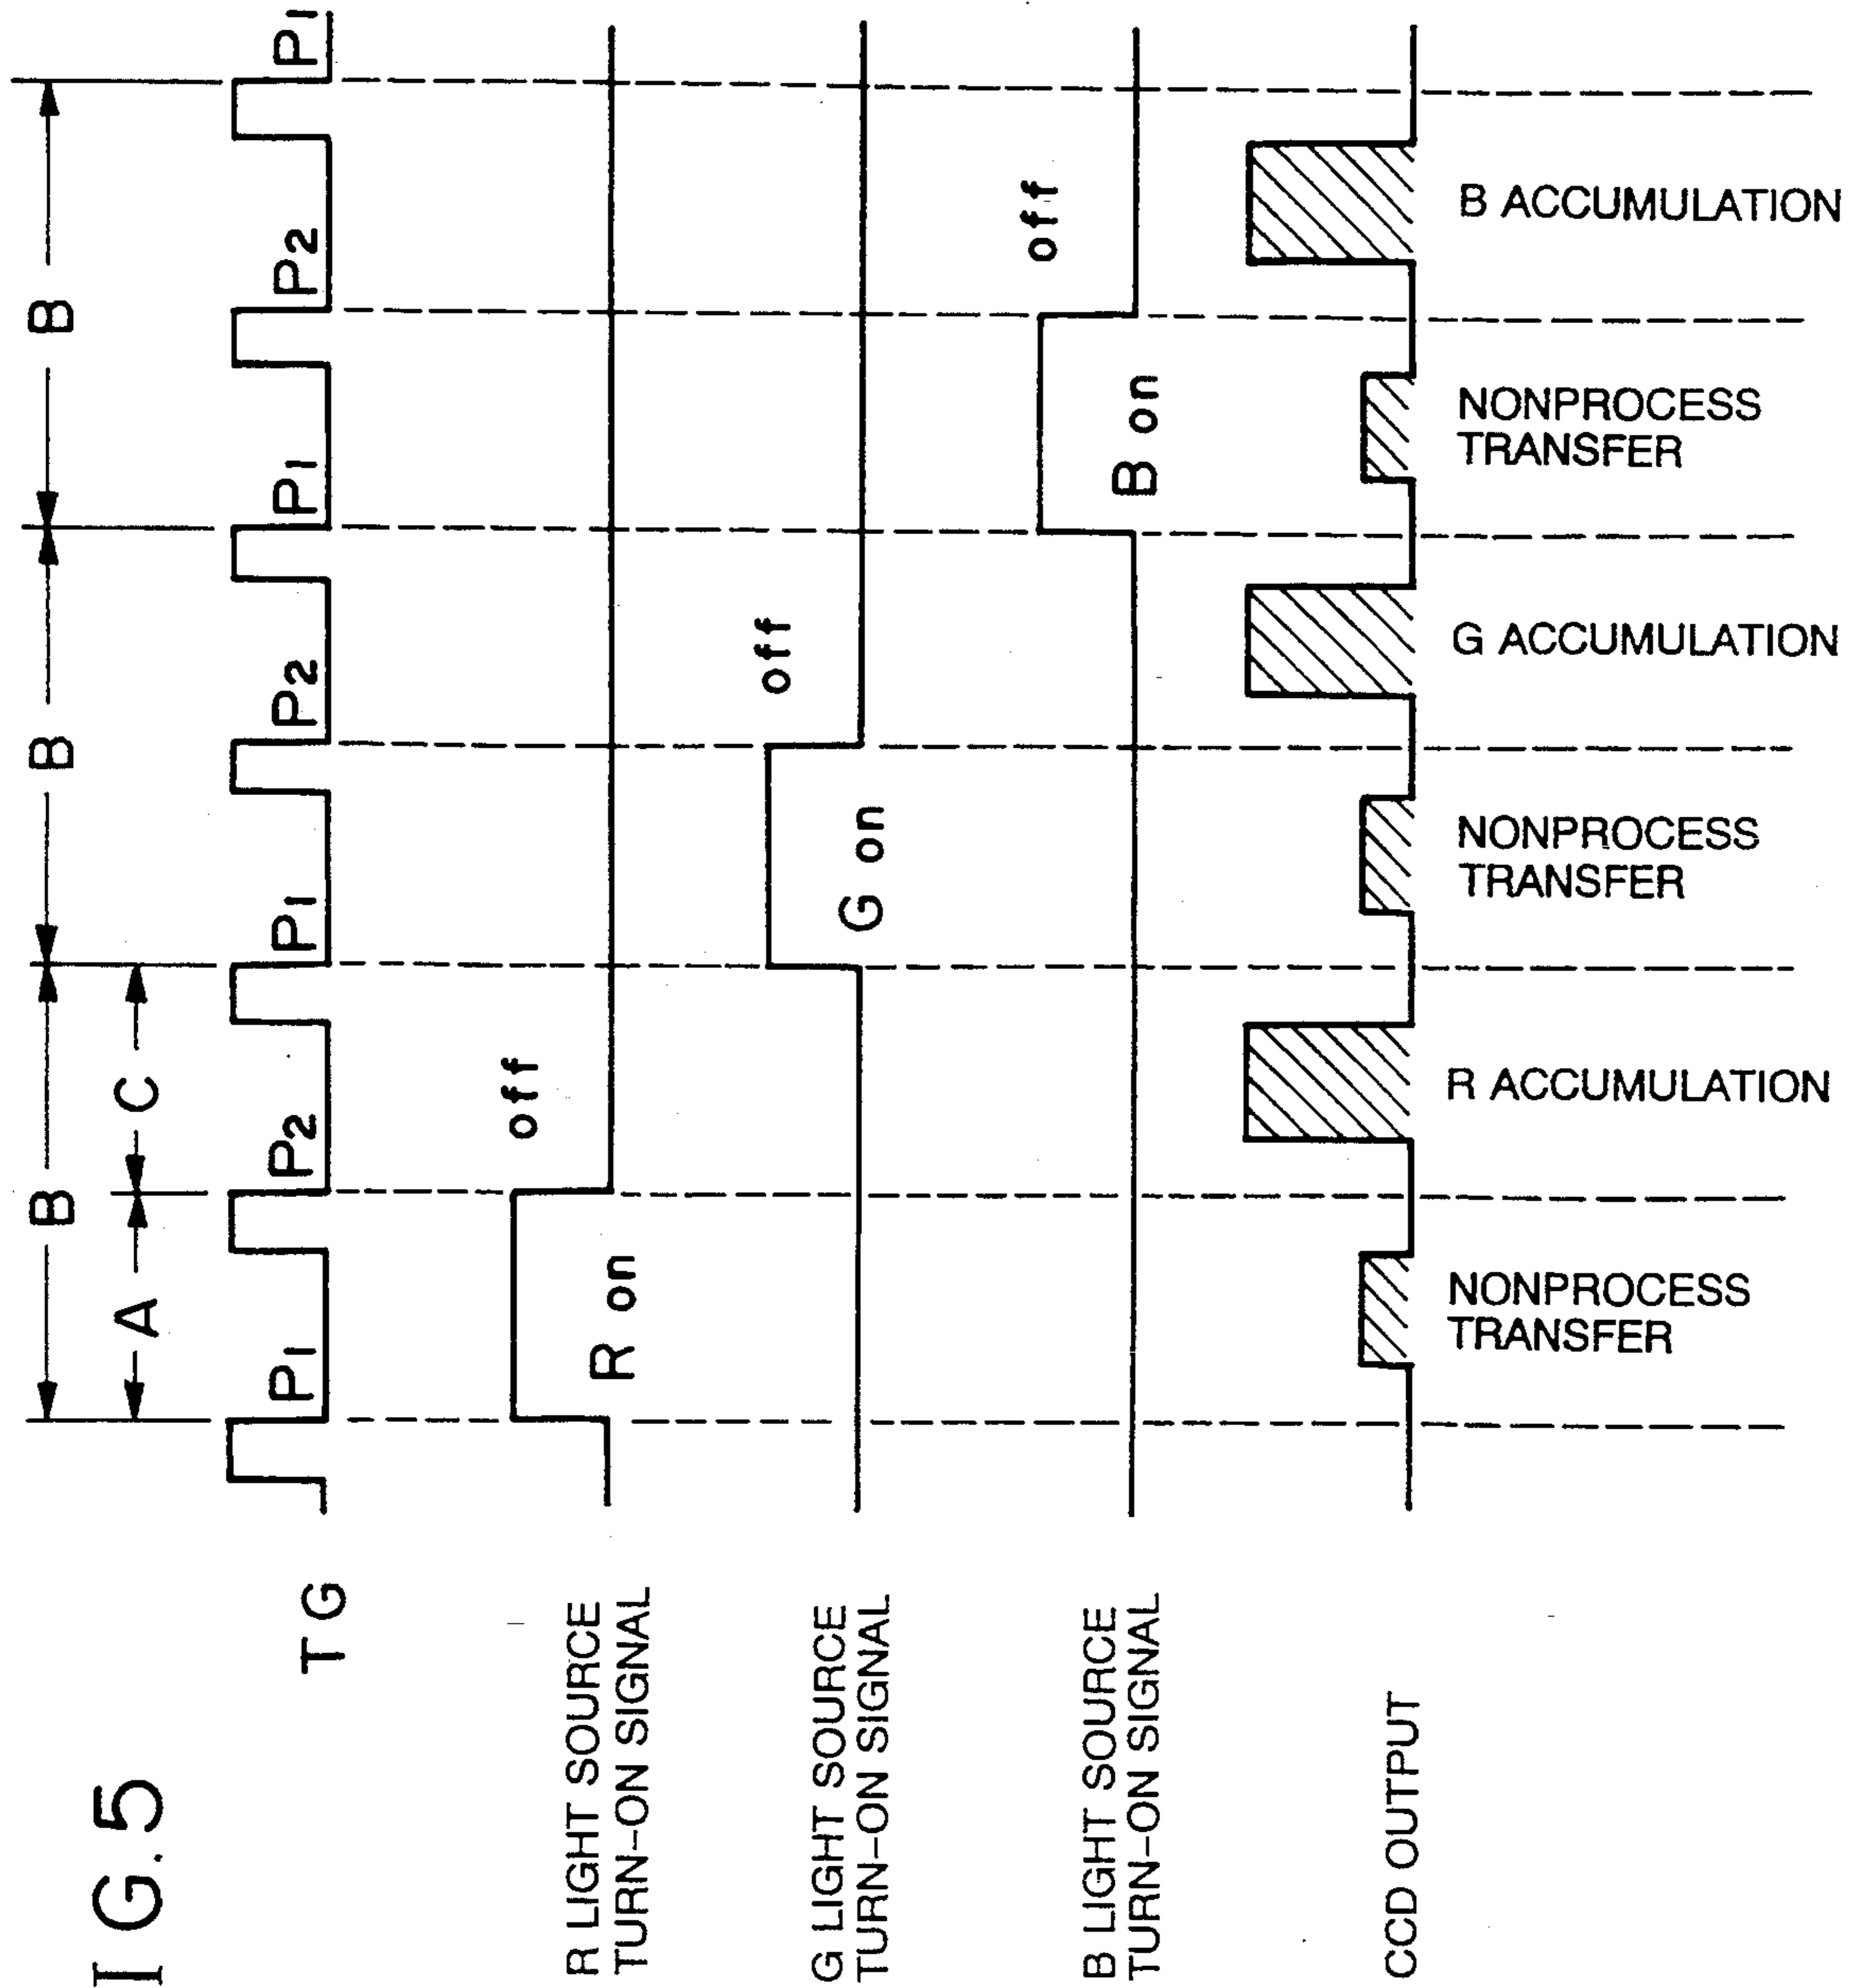 I G.5
B
B
B
A
C
T G
P1
P2
P1
P2
P1
P2
P1
R LIGHT SOURCE
TURN-ON SIGNAL
R on
off
G LIGHT SOURCE
TURN-ON SIGNAL
G on
off
B LIGHT SOURCE
TURN-ON SIGNAL
B on
off
CCD OUTPUT
NONPROCESS
TRANSFER
R ACCUMULATION
NONPROCESS
TRANSFER
G ACCUMULATION
NONPROCESS
TRANSFER
B ACCUMULATION